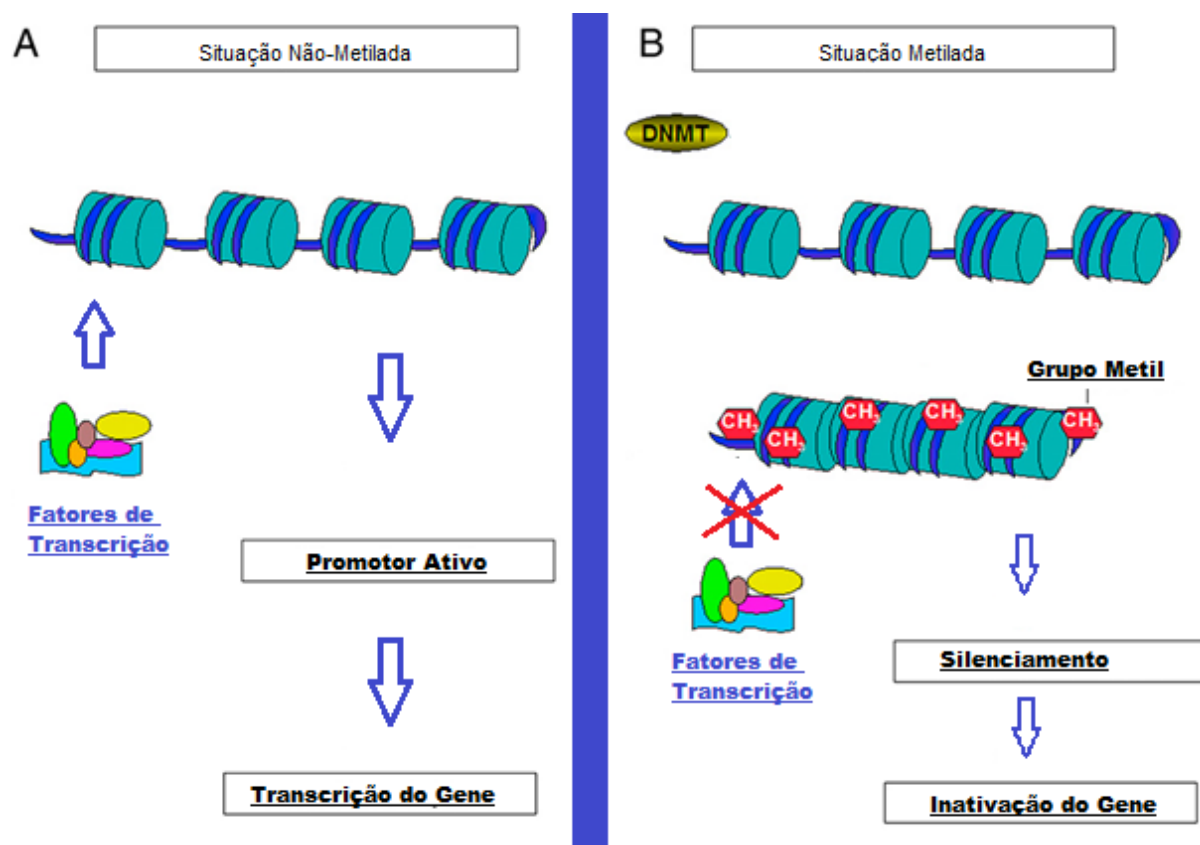 A
Situação Não-Metilada
Fatores de
Transcrição
Promotor Ativo
Transcrição do Gene
B
Situação Metilada
DNMT
Grupo Metil
CH3
CH3
CH3
CH3
CH3
CH3
Fatores de
Transcrição
Silenciamento
Inativação do Gene